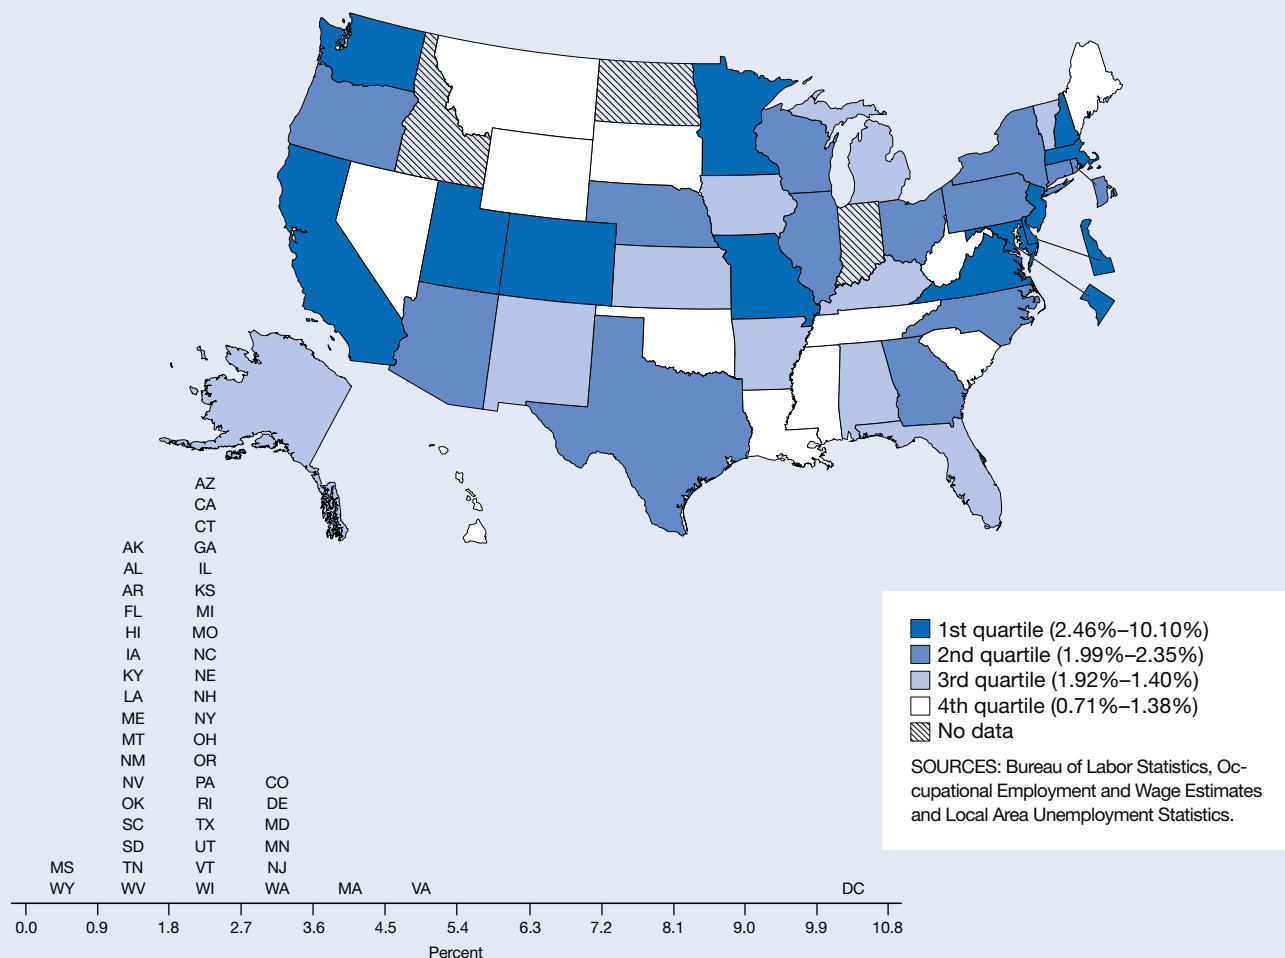 AZ
CA
CT
AK GA
AL IL
AR KS
FL MI
HI MO
IA NC
KY NE
LA NH
ME NY
MT OH
NM OR
NV PA CO
OK RI DE
SC TX MD
SD UT MN
MS TN VT NJ
WY WV WI WA MA VA DC
0.0 0.9 1.8 2.7 3.6 4.5 5.4 6.3 7.2 8.1 9.0 9.9 10.8
Percent
1st quartile (2.46%–10.10%)
2nd quartile (1.99%–2.35%)
3rd quartile (1.92%–1.40%)
4th quartile (0.71%–1.38%)
No data
SOURCES: Bureau of Labor Statistics, Oc-
cupational Employment and Wage Estimates
and Local Area Unemployment Statistics.